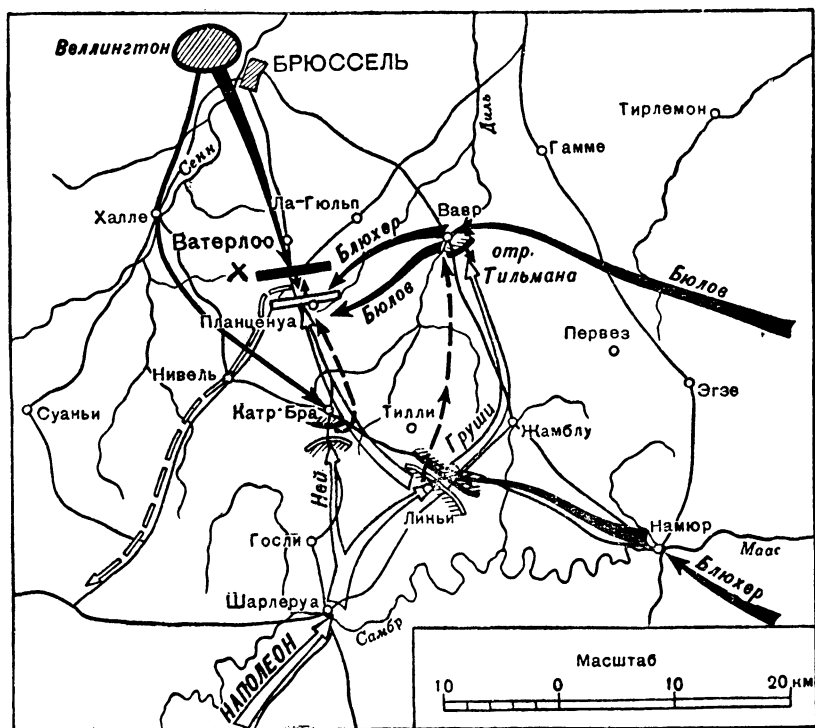 Веллингтон
БРЮССЕЛЬ
Тирлемон
Диль
Гамме
Сенн
Ла-Гюльп
Халле
Вавр
Ватерлоо
Блюхер
отр.
Тильмана
Х
Бюлов
Бюлов
Планценуа
Первез
Нивель
Эгзе
Суаньи
Катр-Бра
Тилли
Груши
Жамблу
Ней
Линьи
Госли
Намюр
Маас
Блюхер
Шарлеруа
Самбр
НАПОЛЕОН
Масштаб
10 0 10 20 км